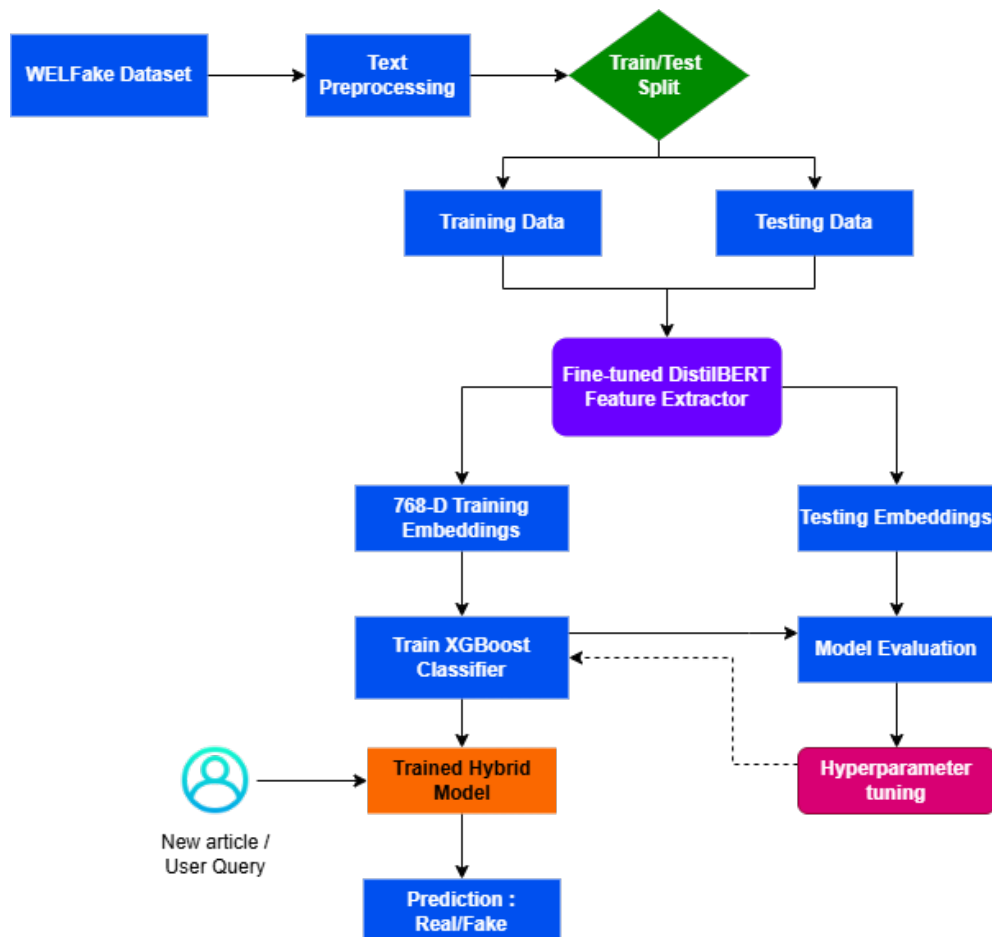 WELFake Dataset
Text
Preprocessing
Train/Test
Split
Training Data
Testing Data
Fine-tuned DistilBERT
Feature Extractor
768-D Training
Embeddings
Testing Embeddings
Train XGBoost
Classifier
Model Evaluation
Trained Hybrid
Model
Hyperparameter
tuning
New article /
User Query
Prediction :
Real/Fake